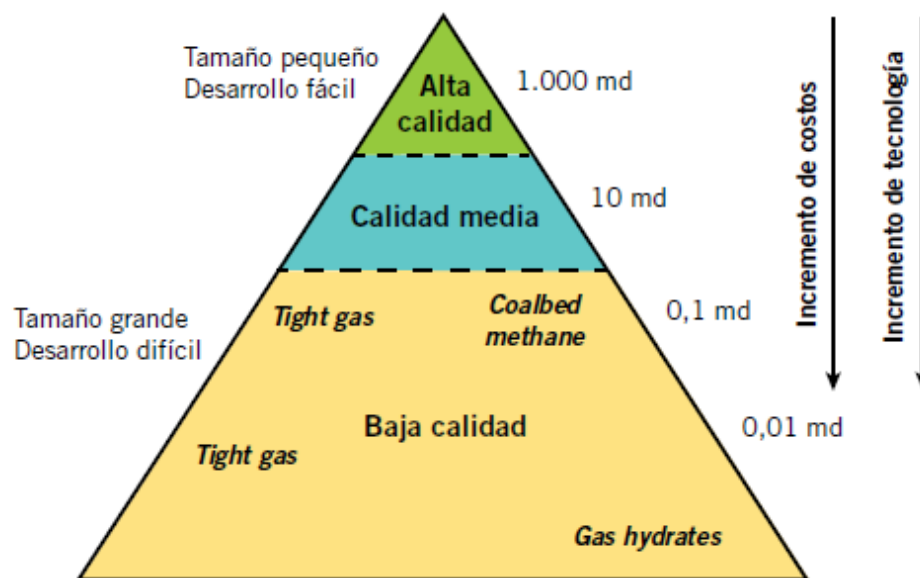 Tamaño pequeño
Desarrollo fácil
Alta
calidad
1.000 md
Calidad media
10 md
Tamaño grande
Desarrollo difícil
Tight gas
Coalbed
methane
0,1 md
Baja calidad
0,01 md
Tight gas
Gas hydrates
Incremento de costos
Incremento de tecnología